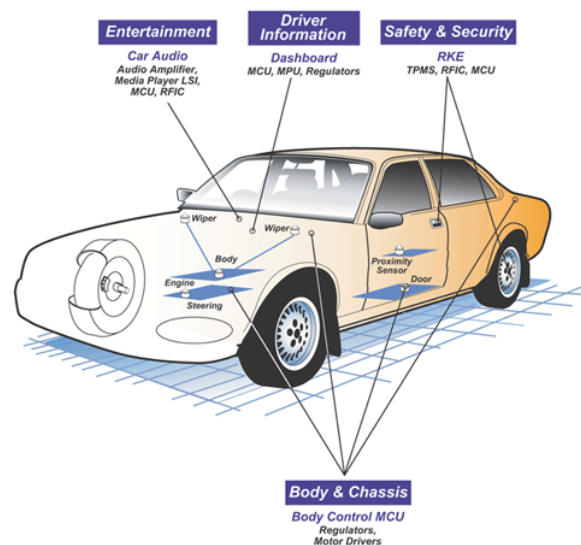 Entertainment
Car Audio
Audio Amplifier,
Media Player LSI,
MCU, RFIC
Driver
Information
Dashboard
MCU, MPU, Regulators
Safety & Security
RKE
TPMS, RFIC, MCU
Wiper
Wiper
Body
Engine
Steering
Proximity
Sensor
Door
Body & Chassis
Body Control MCU
Regulators,
Motor Drivers